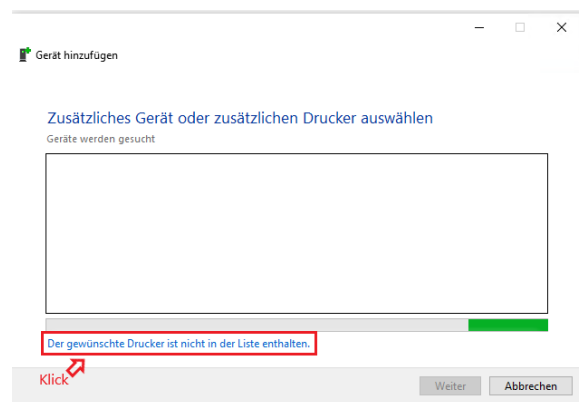 Gerät hinzufügen
Zusätzliches Gerät oder zusätzlichen Drucker auswählen
Geräte werden gesucht
Der gewünschte Drucker ist nicht in der Liste enthalten.
Klick
Weiter
Abbrechen